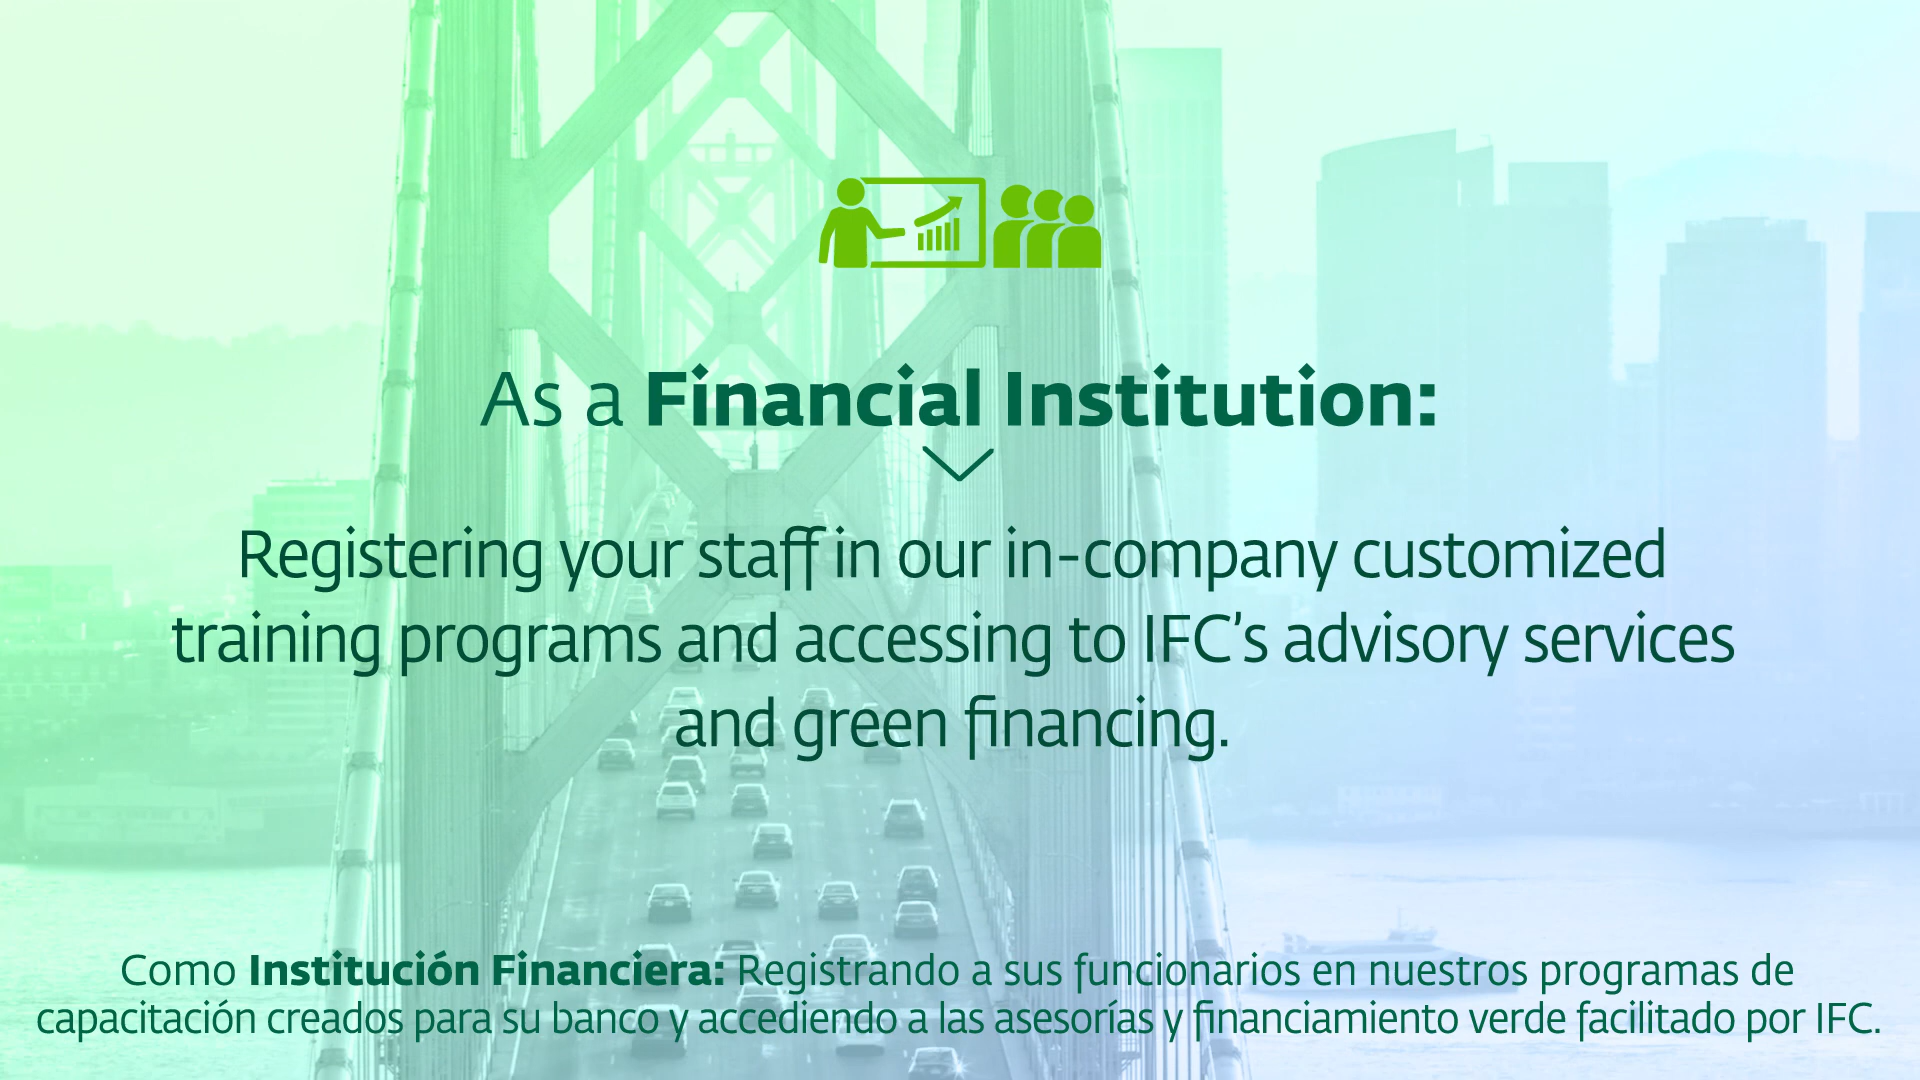 As a Financial Institution:
Registering your staff in our in-company customized
training programs and accessing to IFC’s advisory services
and green financing.
Como Institución Financiera: Registrando a sus funcionarios en nuestros programas de
capacitación creados para su banco y accediendo a las asesorías y financiamiento verde facilitado por IFC.